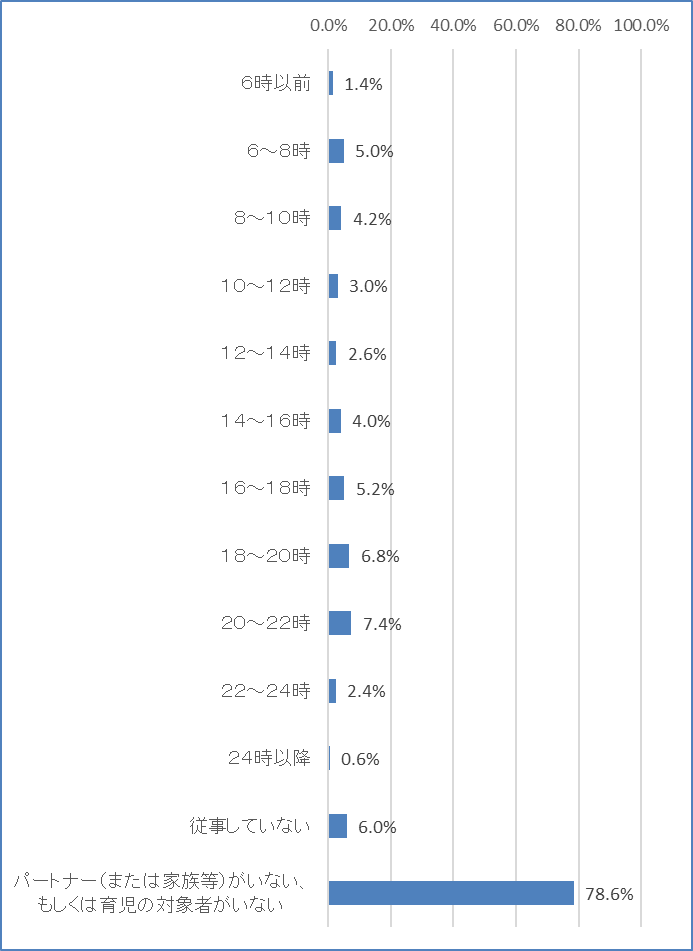 0.0% 20.0% 40.0% 60.0% 80.0% 100.0%
6時以前 1.4%
6～8時 5.0%
8～10時 4.2%
10～12時 3.0%
12～14時 2.6%
14～16時 4.0%
16～18時 5.2%
18～20時 6.8%
20～22時 7.4%
22～24時 2.4%
24時以降 0.6%
従事していない 6.0%
パートナー（または家族等）がいない、
もしくは育児の対象者がいない 78.6%